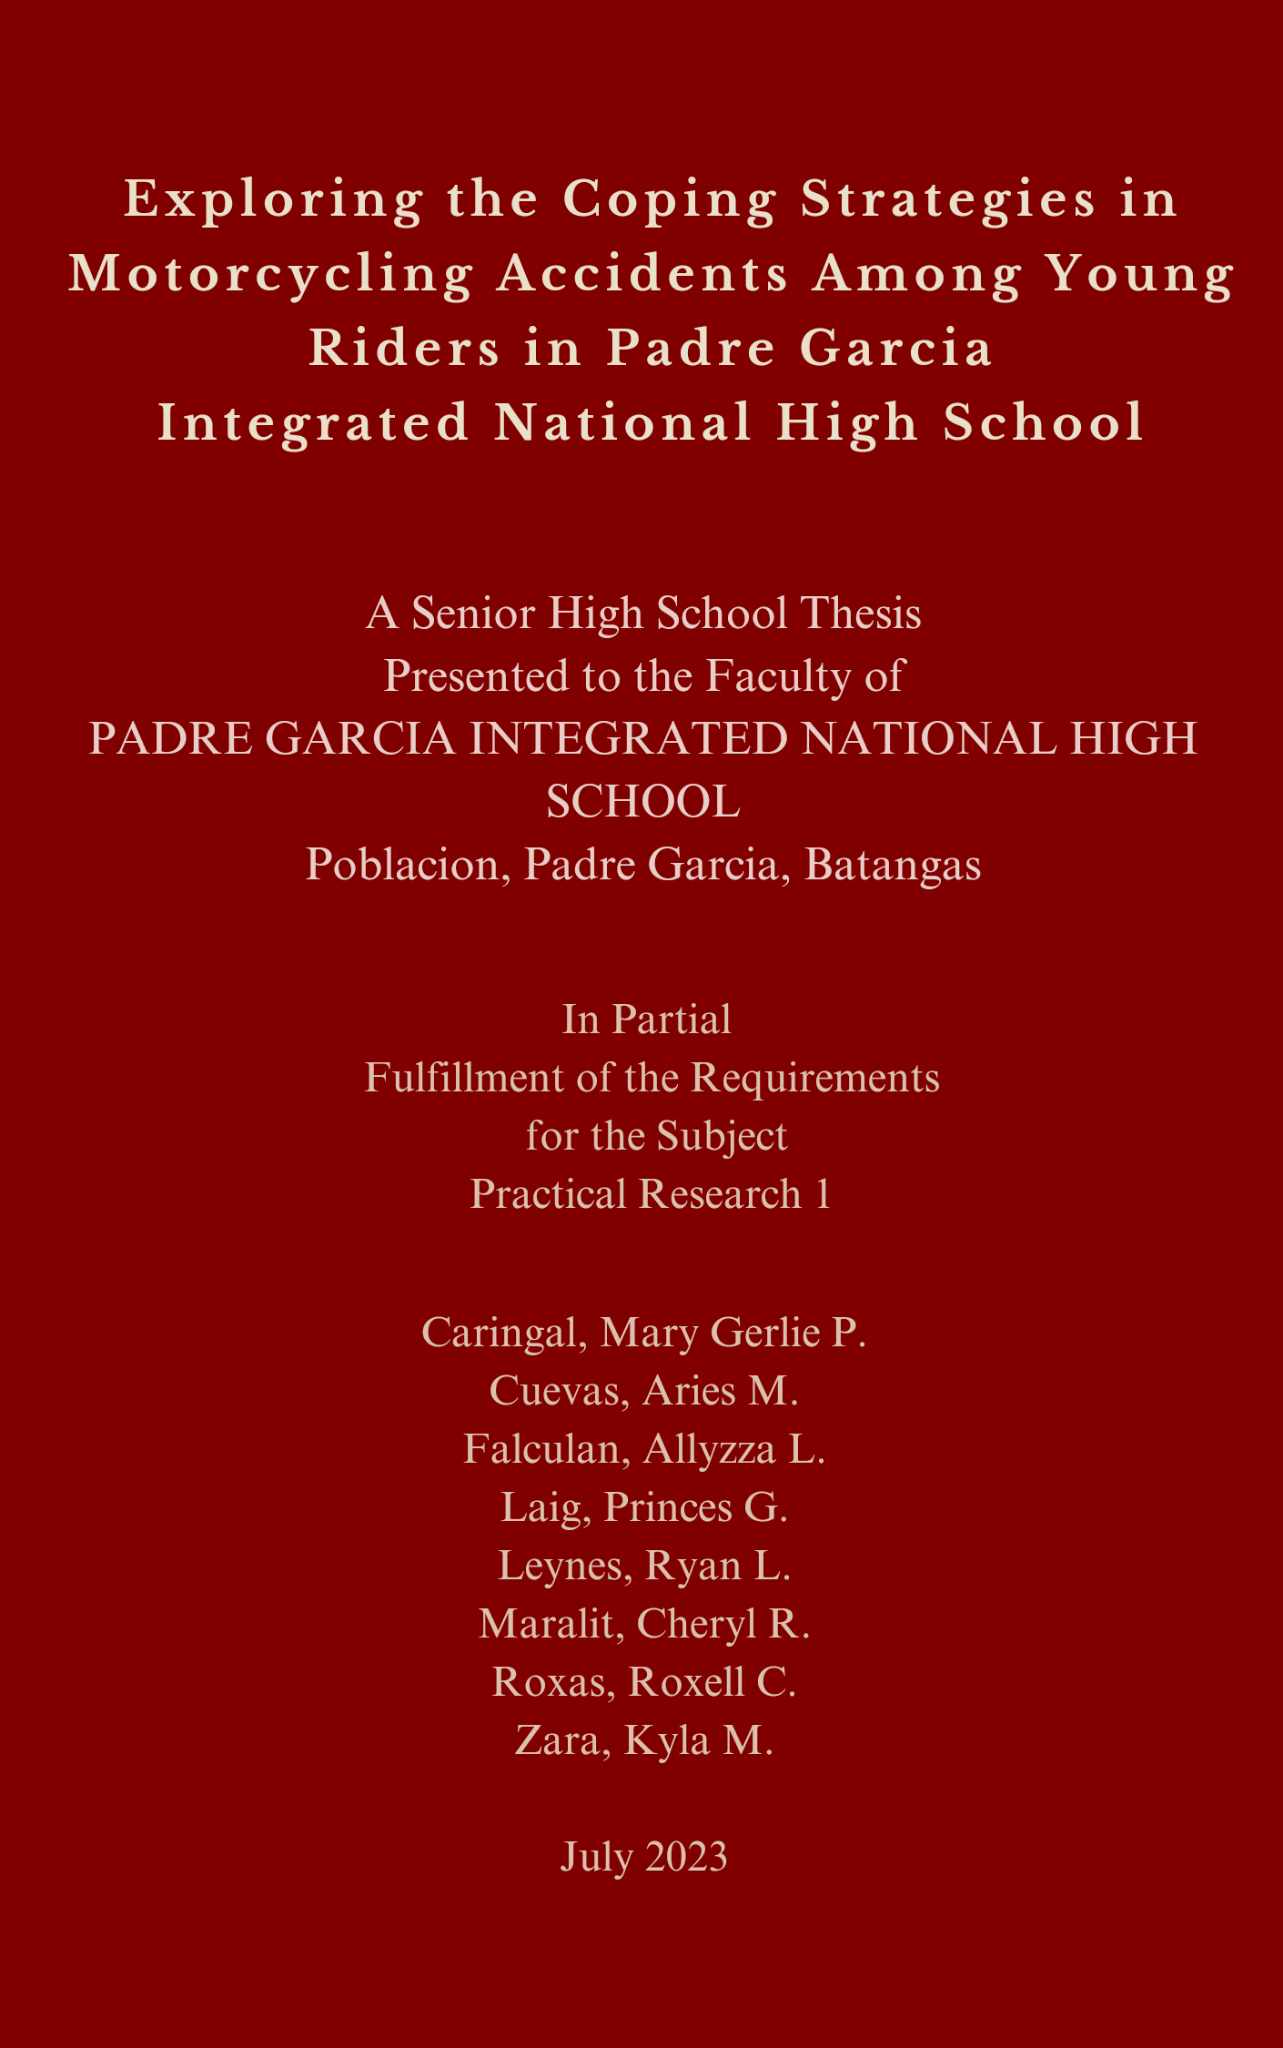 Exploring the Coping Strategies in
Motorcycling Accidents Among Young
Riders in Padre Garcia
Integrated National High School
A Senior High School Thesis
Presented to the Faculty of
PADRE GARCIA INTEGRATED NATIONAL HIGH
SCHOOL
Poblacion, Padre Garcia, Batangas
In Partial
Fulfillment of the Requirements
for the Subject
Practical Research 1
Caringal, Mary Gerlie P.
Cuevas, Aries M.
Falculan, Allyzza L.
Laig, Princes G.
Leynes, Ryan L.
Maralit, Cheryl R.
Roxas, Roxell C.
Zara, Kyla M.
July 2023